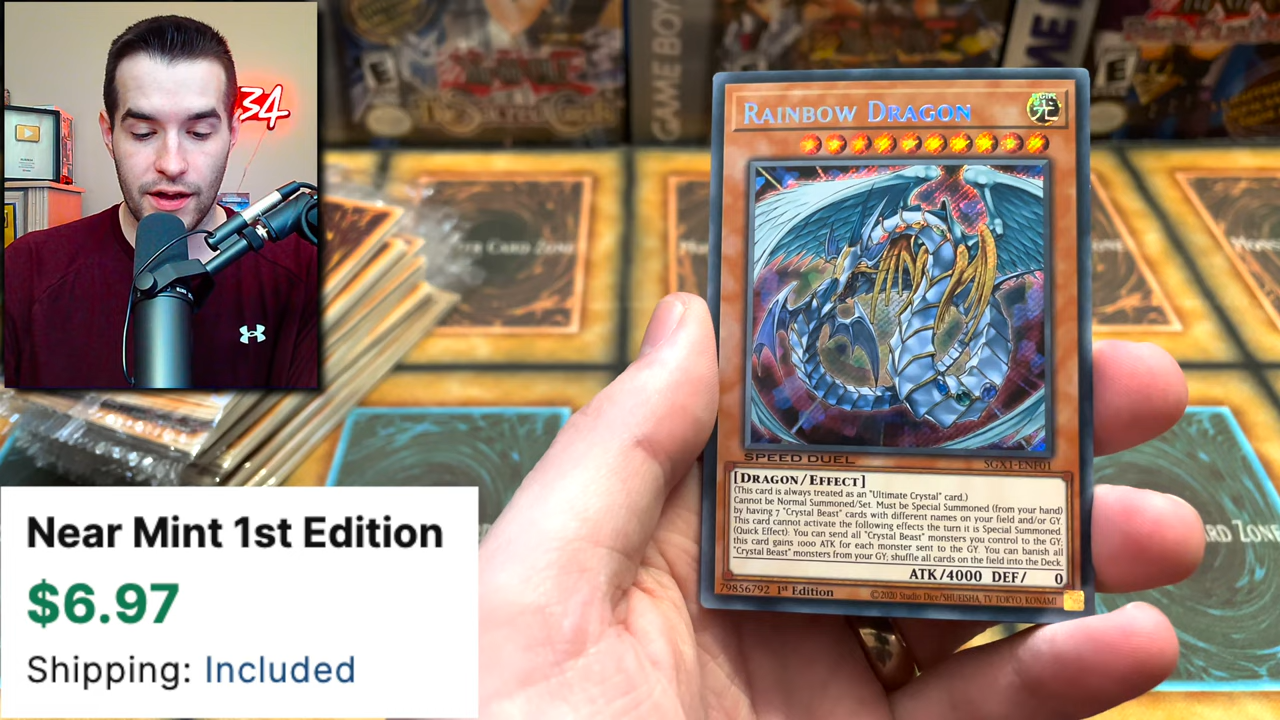 34
GAME BOY
E
E
RAINBOW DRAGON
光
SPEED DUEL
SGX1-ENF01
[DRAGON/EFFECT]
(This card is always treated as an "Ultimate Crystal" card.)
Cannot be Normal Summoned/Set. Must be Special Summoned (from your hand)
by having 7 "Crystal Beast" cards with different names on your field and/or GY.
This card cannot activate the following effects the turn it is Special Summoned.
(Quick Effect): You can send all "Crystal Beast" monsters you control to the GY;
this card gains 1000 ATK for each monster sent to the GY. You can banish all
"Crystal Beast" monsters from your GY; shuffle all cards on the field into the Deck.
ATK/4000 DEF/ 0
79856792 1st Edition
©2020 Studio Dice/SHUEISHA, TV TOKYO, KONAMI
CARD ZONE
RD ZONE
Near Mint 1st Edition
$6.97
Shipping: Included